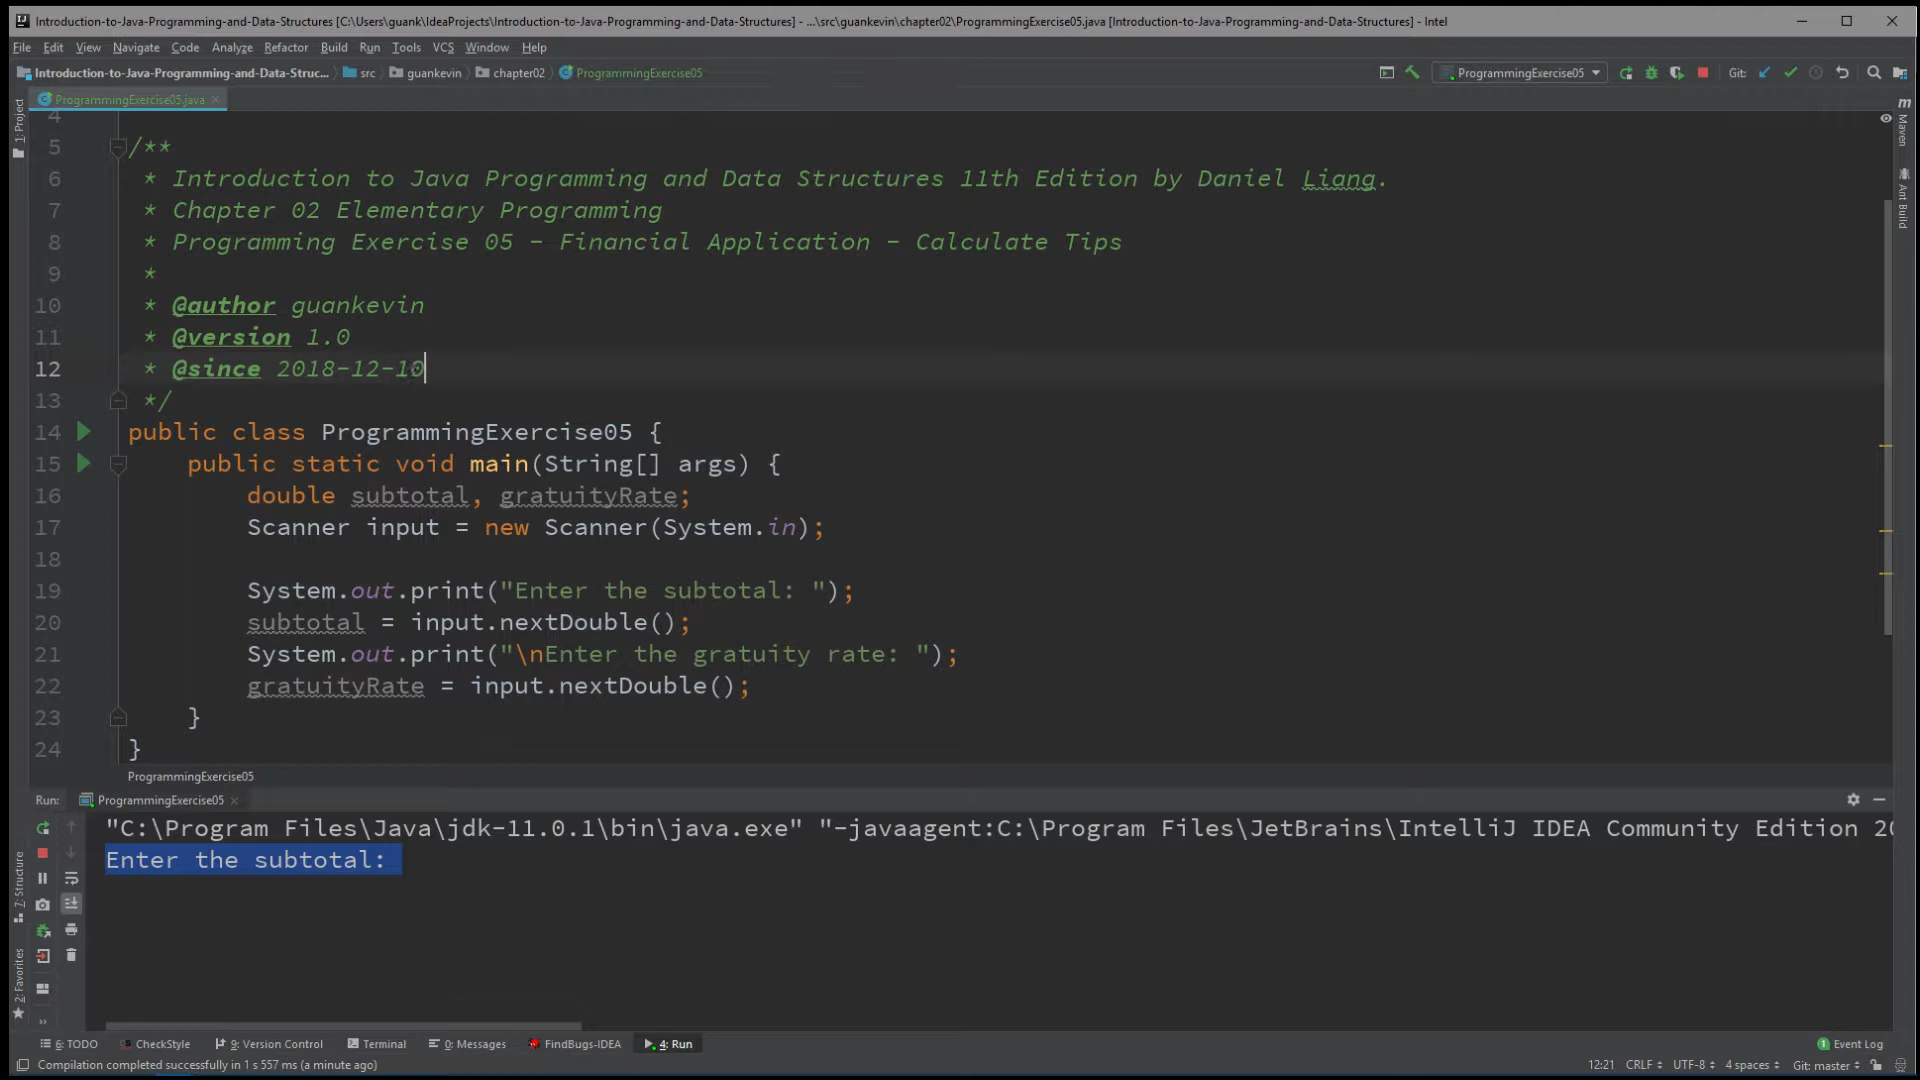 Introduction-to-Java-Programming-and-Data-Structures [C:\Users\guank\IdeaProjects\Introduction-to-Java-Programming-and-Data-Structures] - ...\src\guankevin\chapter02\ProgrammingExercise05.java [Introduction-to-Java-Programming-and-Data-Structures] - Intel
File Edit View Navigate Code Analyze Refactor Build Run Tools VCS Window Help
Introduction-to-Java-Programming-and-Data-Struc... src guankevin chapter02 ProgrammingExercise05 ProgrammingExercise05 Git:
ProgrammingExercise05.java
1: Project
Maven
Ant Build
4
5 /**
6 * Introduction to Java Programming and Data Structures 11th Edition by Daniel Liang.
7 * Chapter 02 Elementary Programming
8 * Programming Exercise 05 - Financial Application - Calculate Tips
9 *
10 * @author guankevin
11 * @version 1.0
12 * @since 2018-12-10
13 */
14 public class ProgrammingExercise05 {
15 public static void main(String[] args) {
16 double subtotal, gratuityRate;
17 Scanner input = new Scanner(System.in);
18
19 System.out.print("Enter the subtotal: ");
20 subtotal = input.nextDouble();
21 System.out.print("\nEnter the gratuity rate: ");
22 gratuityRate = input.nextDouble();
23 }
24 }
ProgrammingExercise05
Run: ProgrammingExercise05
"C:\Program Files\Java\jdk-11.0.1\bin\java.exe" "-javaagent:C:\Program Files\JetBrains\IntelliJ IDEA Community Edition 20
Enter the subtotal:
7: Structure
2: Favorites
6: TODO CheckStyle 9: Version Control Terminal 0: Messages FindBugs-IDEA 4: Run 1 Event Log
Compilation completed successfully in 1 s 557 ms (a minute ago) 12:21 CRLF UTF-8 4 spaces Git: master